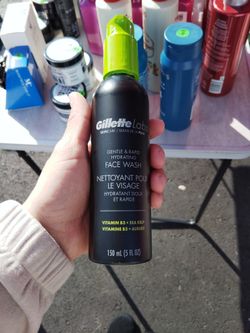 GilletteLabs
GENTLE & RAPID
HYDRATING
FACE WASH
NETTOYANT POUR
LE VISAGE
HYDRATANT DOUX
ET RAPIDE
VITAMIN B3 + SEA KELP
VITAMINE B3 +
150 mL (5 FL OZ)